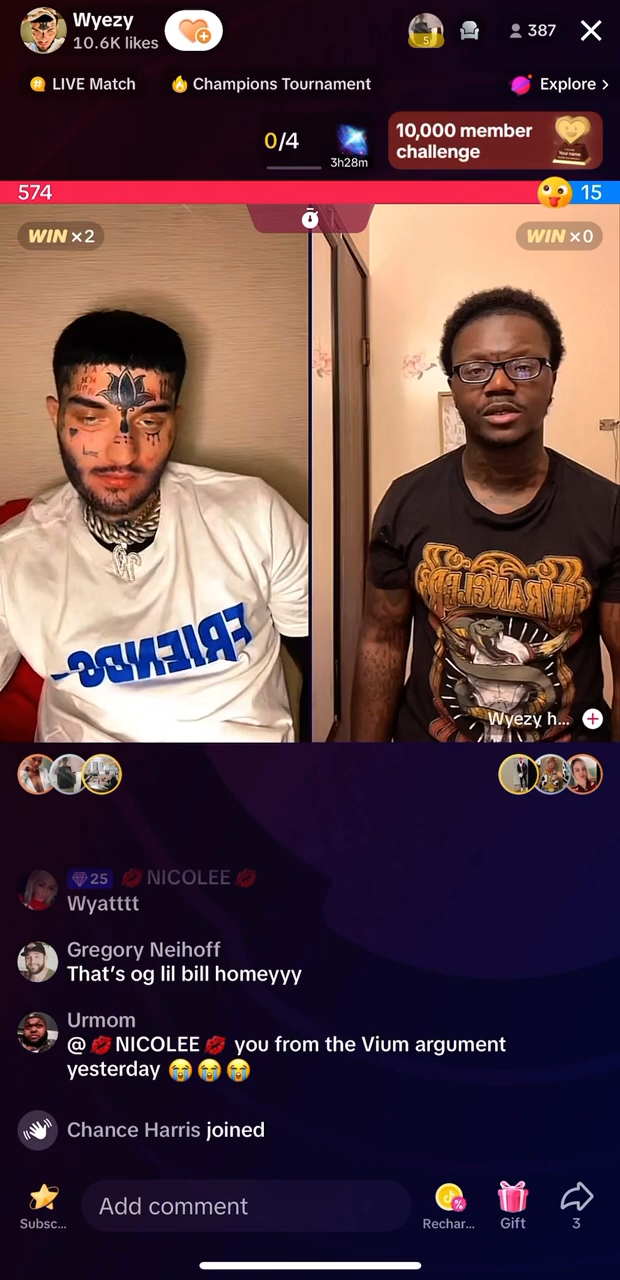 Wyezy
10.6K likes
5
387
LIVE Match
Champions Tournament
Explore >
0/4
3h28m
10,000 member
challenge
574
15
WIN ×2
WIN ×0
FRIENDS
WRANGLER
Wyezy h...
25 💋NICOLEE💋
Wyatttt
Gregory Neihoff
That's og lil bill homeyyy
Urmom
@💋NICOLEE💋 you from the Vium argument
yesterday 😭😭😭
Chance Harris joined
Add comment
Subsc...
Rechar...
Gift
3